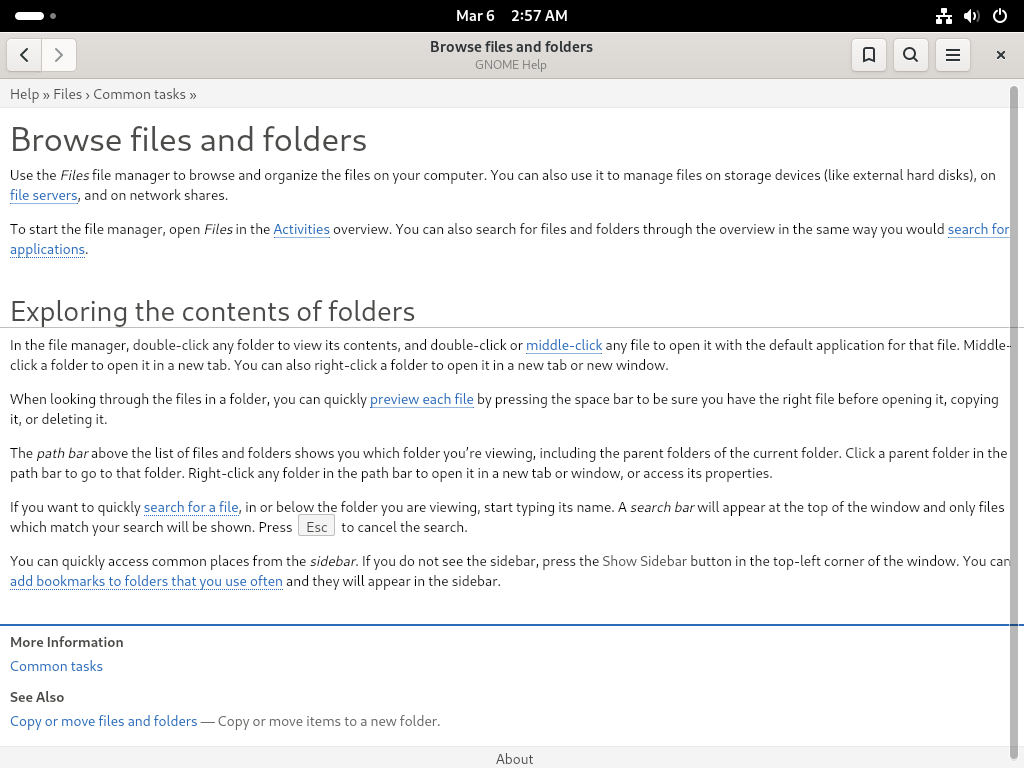 Mar 6 2:57 AM
Browse files and folders
GNOME Help
Help » Files › Common tasks »
Browse files and folders
Use the Files file manager to browse and organize the files on your computer. You can also use it to manage files on storage devices (like external hard disks), on
file servers, and on network shares.
To start the file manager, open Files in the Activities overview. You can also search for files and folders through the overview in the same way you would search for
applications.
Exploring the contents of folders
In the file manager, double-click any folder to view its contents, and double-click or middle-click any file to open it with the default application for that file. Middle-
click a folder to open it in a new tab. You can also right-click a folder to open it in a new tab or new window.
When looking through the files in a folder, you can quickly preview each file by pressing the space bar to be sure you have the right file before opening it, copying
it, or deleting it.
The path bar above the list of files and folders shows you which folder you’re viewing, including the parent folders of the current folder. Click a parent folder in the
path bar to go to that folder. Right-click any folder in the path bar to open it in a new tab or window, or access its properties.
If you want to quickly search for a file, in or below the folder you are viewing, start typing its name. A search bar will appear at the top of the window and only files
which match your search will be shown. Press Esc to cancel the search.
You can quickly access common places from the sidebar. If you do not see the sidebar, press the Show Sidebar button in the top-left corner of the window. You can
add bookmarks to folders that you use often and they will appear in the sidebar.
More Information
Common tasks
See Also
Copy or move files and folders — Copy or move items to a new folder.
About